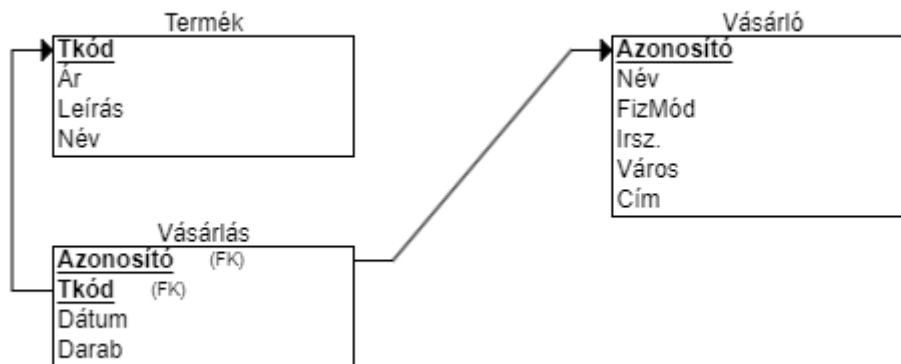 Termék
Tkód
Ár
Leírás
Név
Vásárló
Azonosító
Név
FizMód
Irsz.
Város
Cím
Vásárlás
Azonosító (FK)
Tkód (FK)
Dátum
Darab